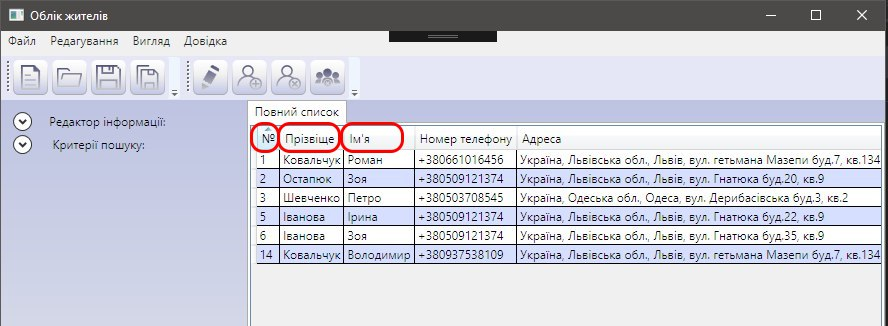 Облік жителів
Файл Редагування Вигляд Довідка
Редактор інформації:
Критерії пошуку:
Повний список
№ Прізвіще Ім'я Номер телефону Адреса
1 Ковальчук Роман +380661016456 Україна, Львівська обл., Львів, вул. гетьмана Мазепи буд.7, кв.134
2 Остапюк Зоя +380509121374 Україна, Львівська обл., Львів, вул. Гнатюка буд.20, кв.9
3 Шевченко Петро +380503708545 Україна, Одеська обл., Одеса, вул. Дерибасівська буд.3, кв.2
5 Іванова Ірина +380509121374 Україна, Львівська обл., Львів, вул. Гнатюка буд.22, кв.9
6 Іванова Зоя +380509121374 Україна, Львівська обл., Львів, вул. Гнатюка буд.35, кв.9
14 Ковальчук Володимир +380937538109 Україна, Львівська обл., Львів, вул. гетьмана Мазепи буд.7, кв.134